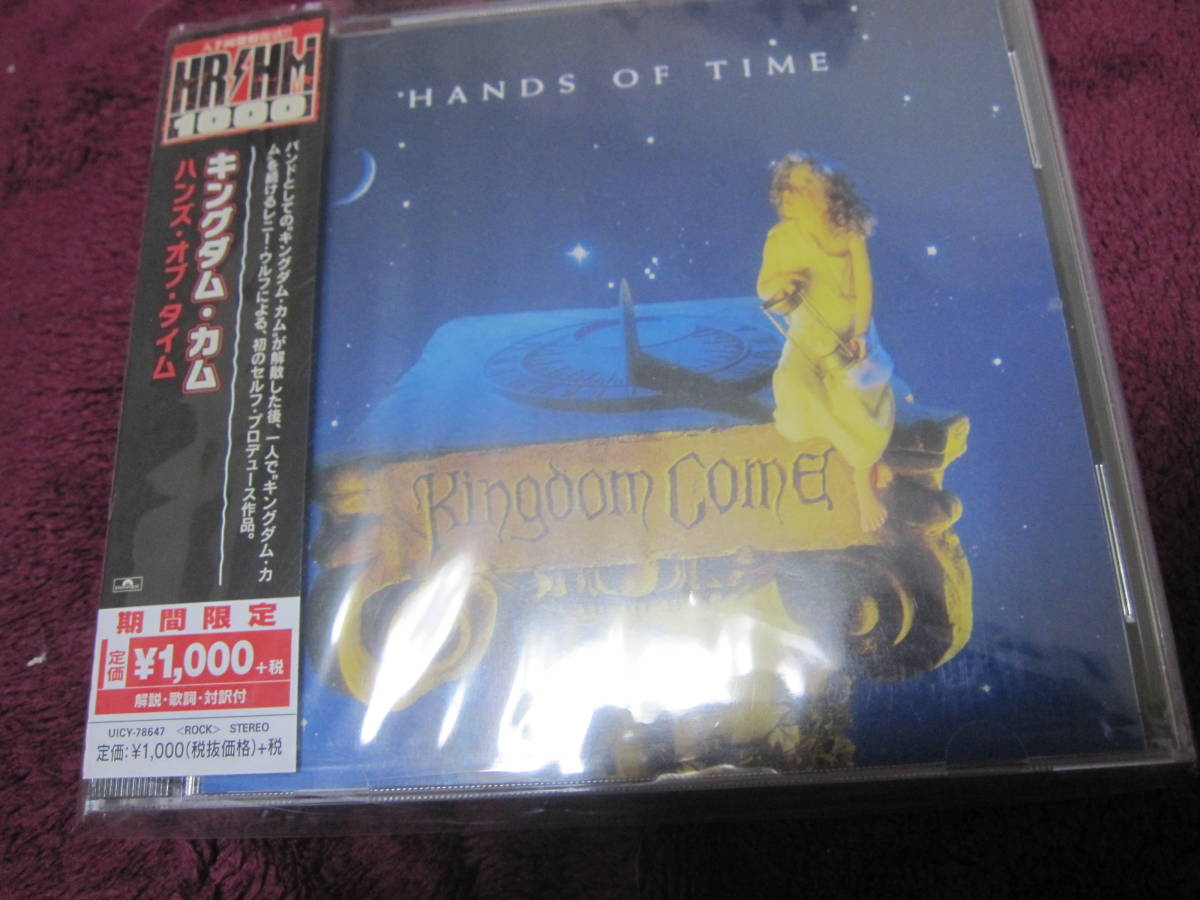 HR/HM
1000
キングダム・カム
ハンズ・オブ・タイム
バンドとしての“キングダム・カム”が解散した後、一人で“キングダム・カ
ム”を続けるレニー・ウルフによる、初のセルフ・プロデュース作品。
期間限定
定価 ¥1,000+税
解説・歌詞・対訳付
UICY-78647 <ROCK> STEREO
定価:¥1,000(税抜価格)+税
HANDS OF TIME
Kingdom Come